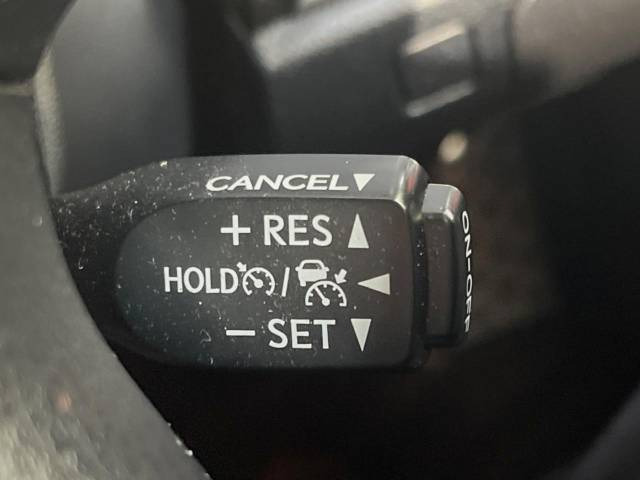 CANCEL▼
+ RES ▲
HOLD / ◀
− SET ▼
ON-OFF